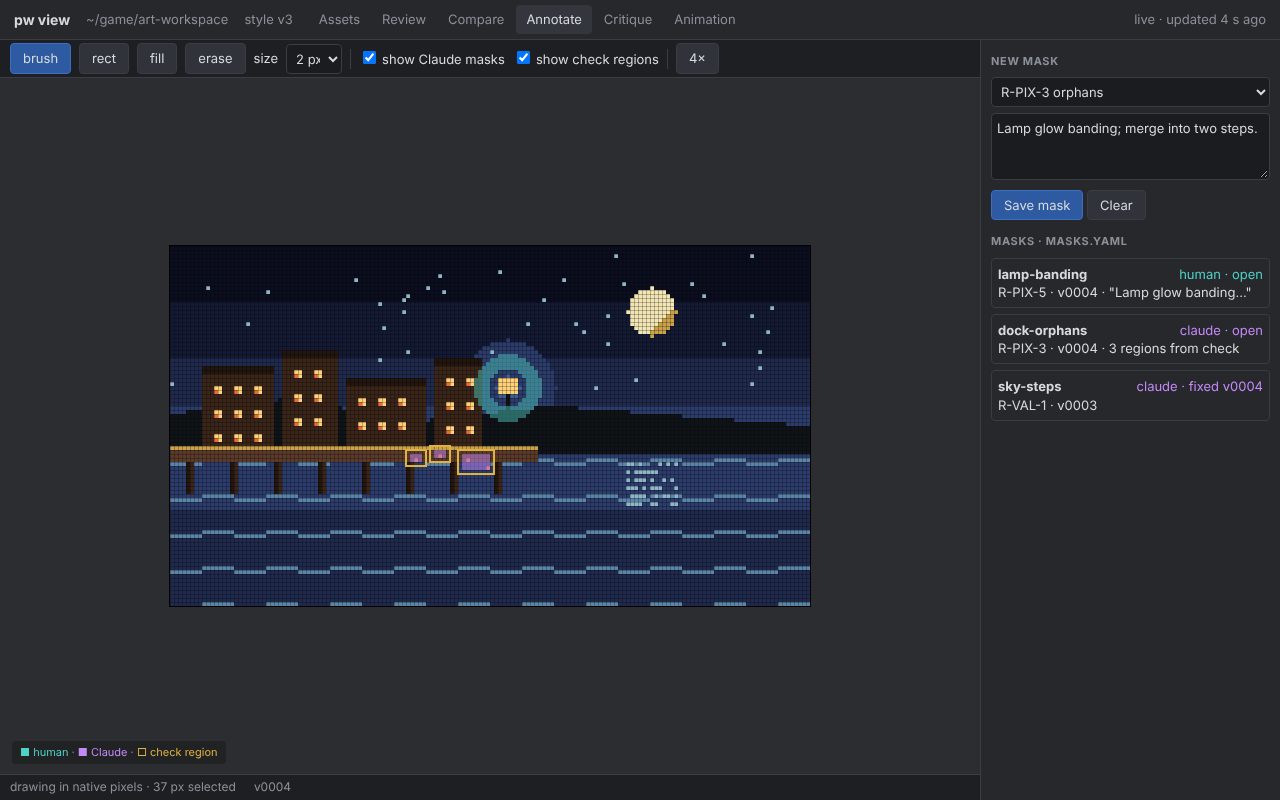 pw view ~/game/art-workspace style v3 Assets Review Compare Annotate Critique Animation live · updated 4 s ago
brush rect fill erase size 2 px show Claude masks show check regions 4×
NEW MASK
R-PIX-3 orphans
Lamp glow banding; merge into two steps.
Save mask Clear
MASKS · MASKS.YAML
lamp-banding human · open
R-PIX-5 · v0004 · "Lamp glow banding..."
dock-orphans claude · open
R-PIX-3 · v0004 · 3 regions from check
sky-steps claude · fixed v0004
R-VAL-1 · v0003
human · Claude · check region
drawing in native pixels · 37 px selected v0004